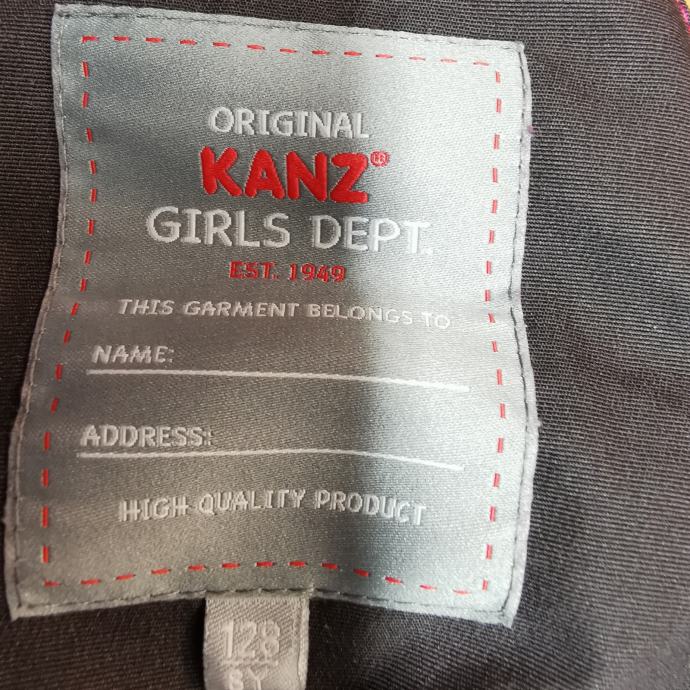 ORIGINAL
KANZ®
GIRLS DEPT.
EST. 1949
THIS GARMENT BELONGS TO
NAME:
ADDRESS:
HIGH QUALITY PRODUCT
128